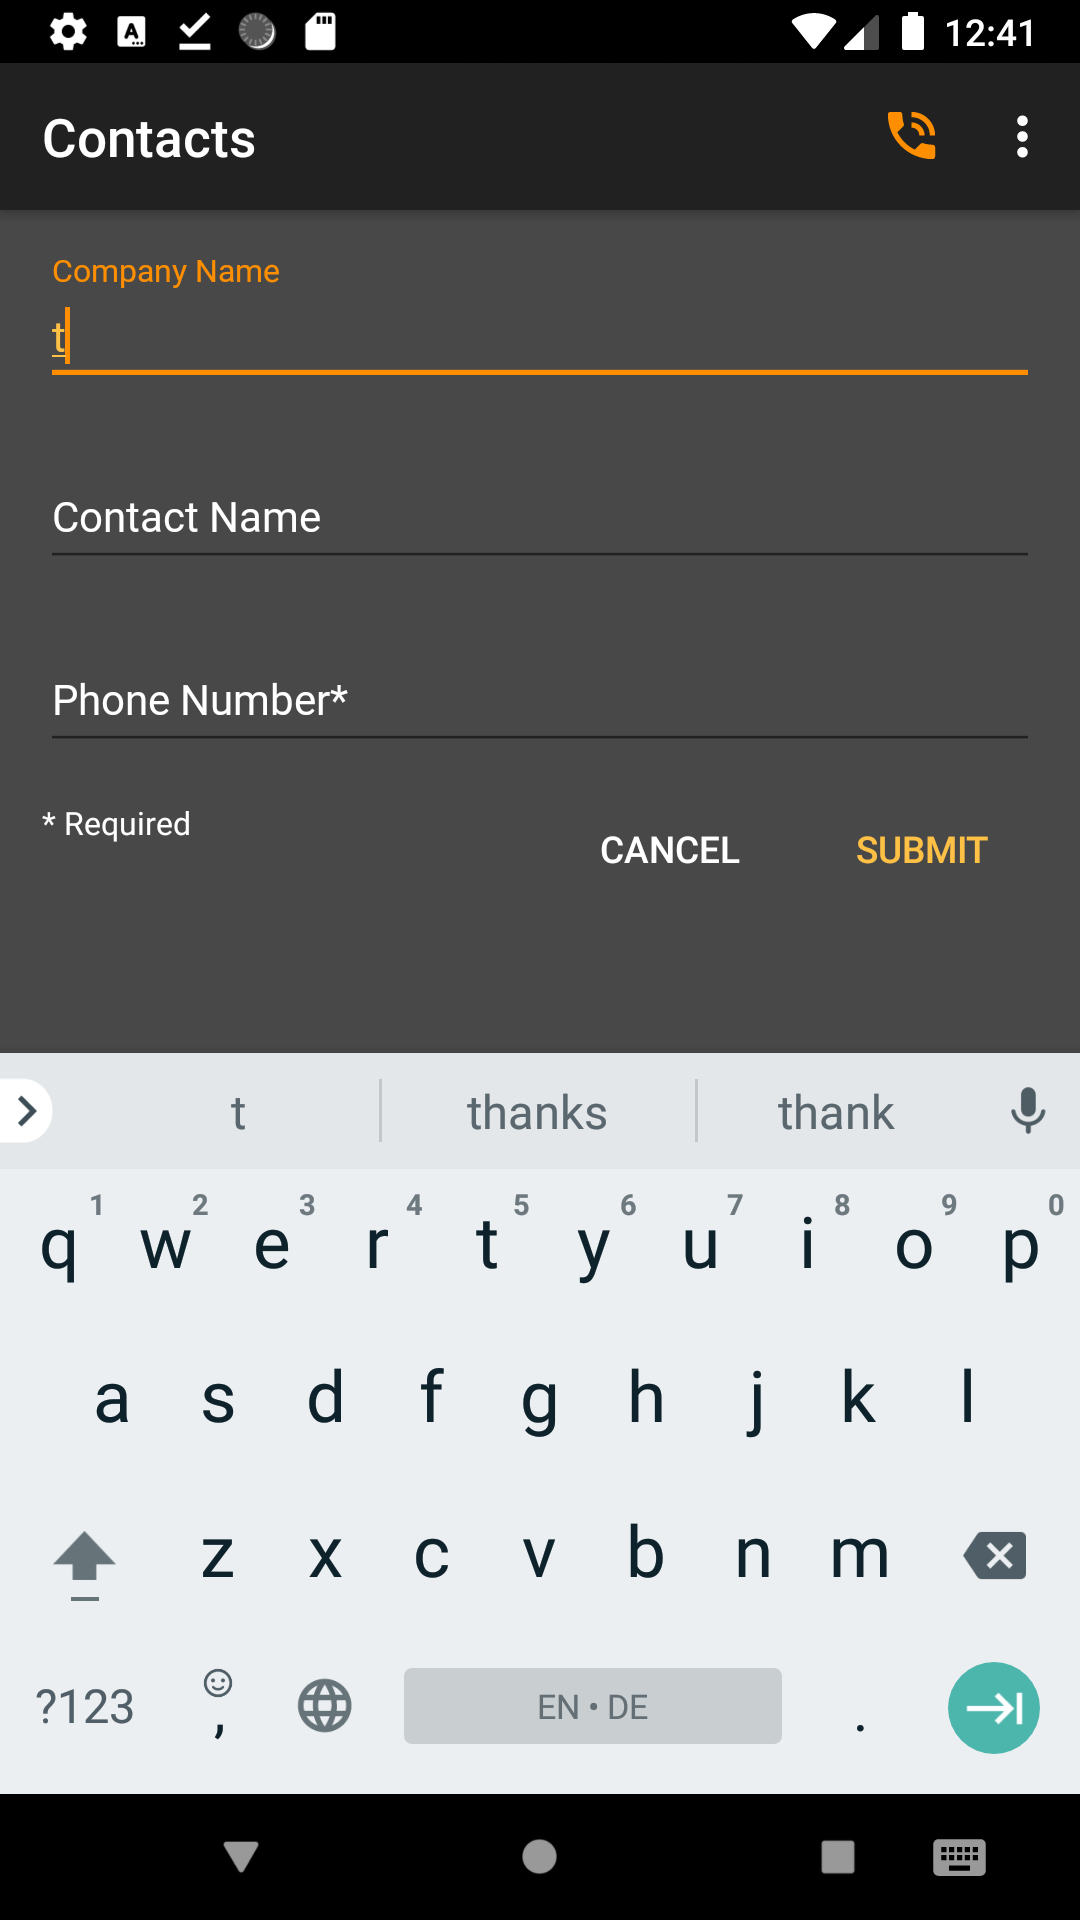 12:41
Contacts
Company Name
t
Contact Name
Phone Number*
* Required
CANCEL SUBMIT
t thanks thank
1 2 3 4 5 6 7 8 9 0
q w e r t y u i o p
a s d f g h j k l
z x c v b n m
?123 , EN • DE .